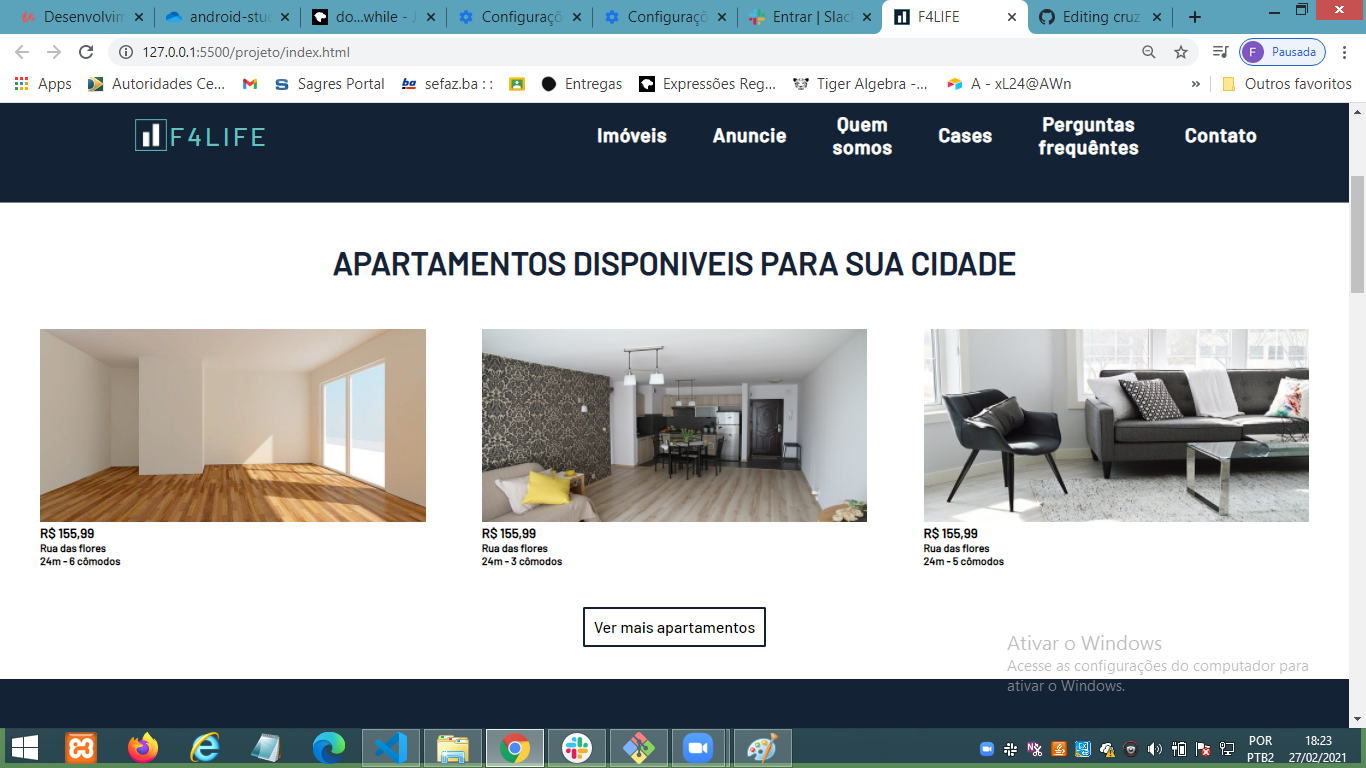 Desenvolvim
android-stud
do...while - J
Configuraçõ
Configuraçõ
Entrar | Slac
F4LIFE
Editing cruz
127.0.0.1:5500/projeto/index.html
F
Pausada
Apps
Autoridades Ce...
Sagres Portal
ba
sefaz.ba : :
Entregas
Expressões Reg...
Tiger Algebra -...
A - xL24@AWn
»
Outros favoritos
F4LIFE
Imóveis
Anuncie
Quem
somos
Cases
Perguntas
frequêntes
Contato
APARTAMENTOS DISPONIVEIS PARA SUA CIDADE
R$ 155,99
Rua das flores
24m - 6 cômodos
R$ 155,99
Rua das flores
24m - 3 cômodos
R$ 155,99
Rua das flores
24m - 5 cômodos
Ver mais apartamentos
Ativar o Windows
Acesse as configurações do computador para
ativar o Windows.
POR
PTB2
18:23
27/02/2021